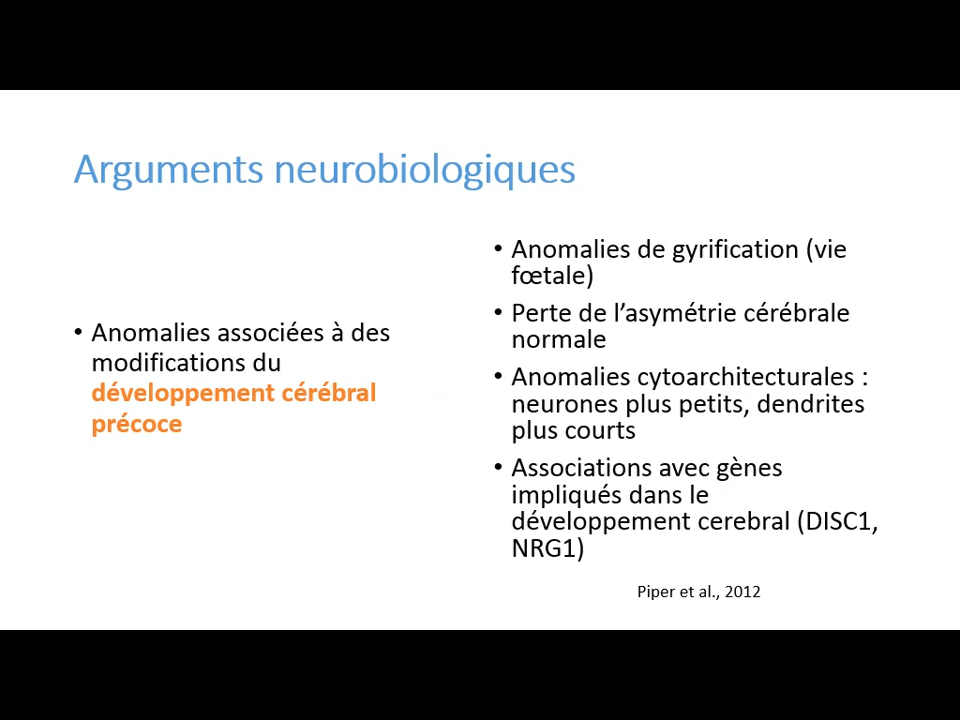 Arguments neurobiologiques
• Anomalies associées à des
modifications du
développement cérébral
précoce
• Anomalies de gyrification (vie
fœtale)
• Perte de l’asymétrie cérébrale
normale
• Anomalies cytoarchitecturales :
neurones plus petits, dendrites
plus courts
• Associations avec gènes
impliqués dans le
développement cerebral (DISC1,
NRG1)
Piper et al., 2012